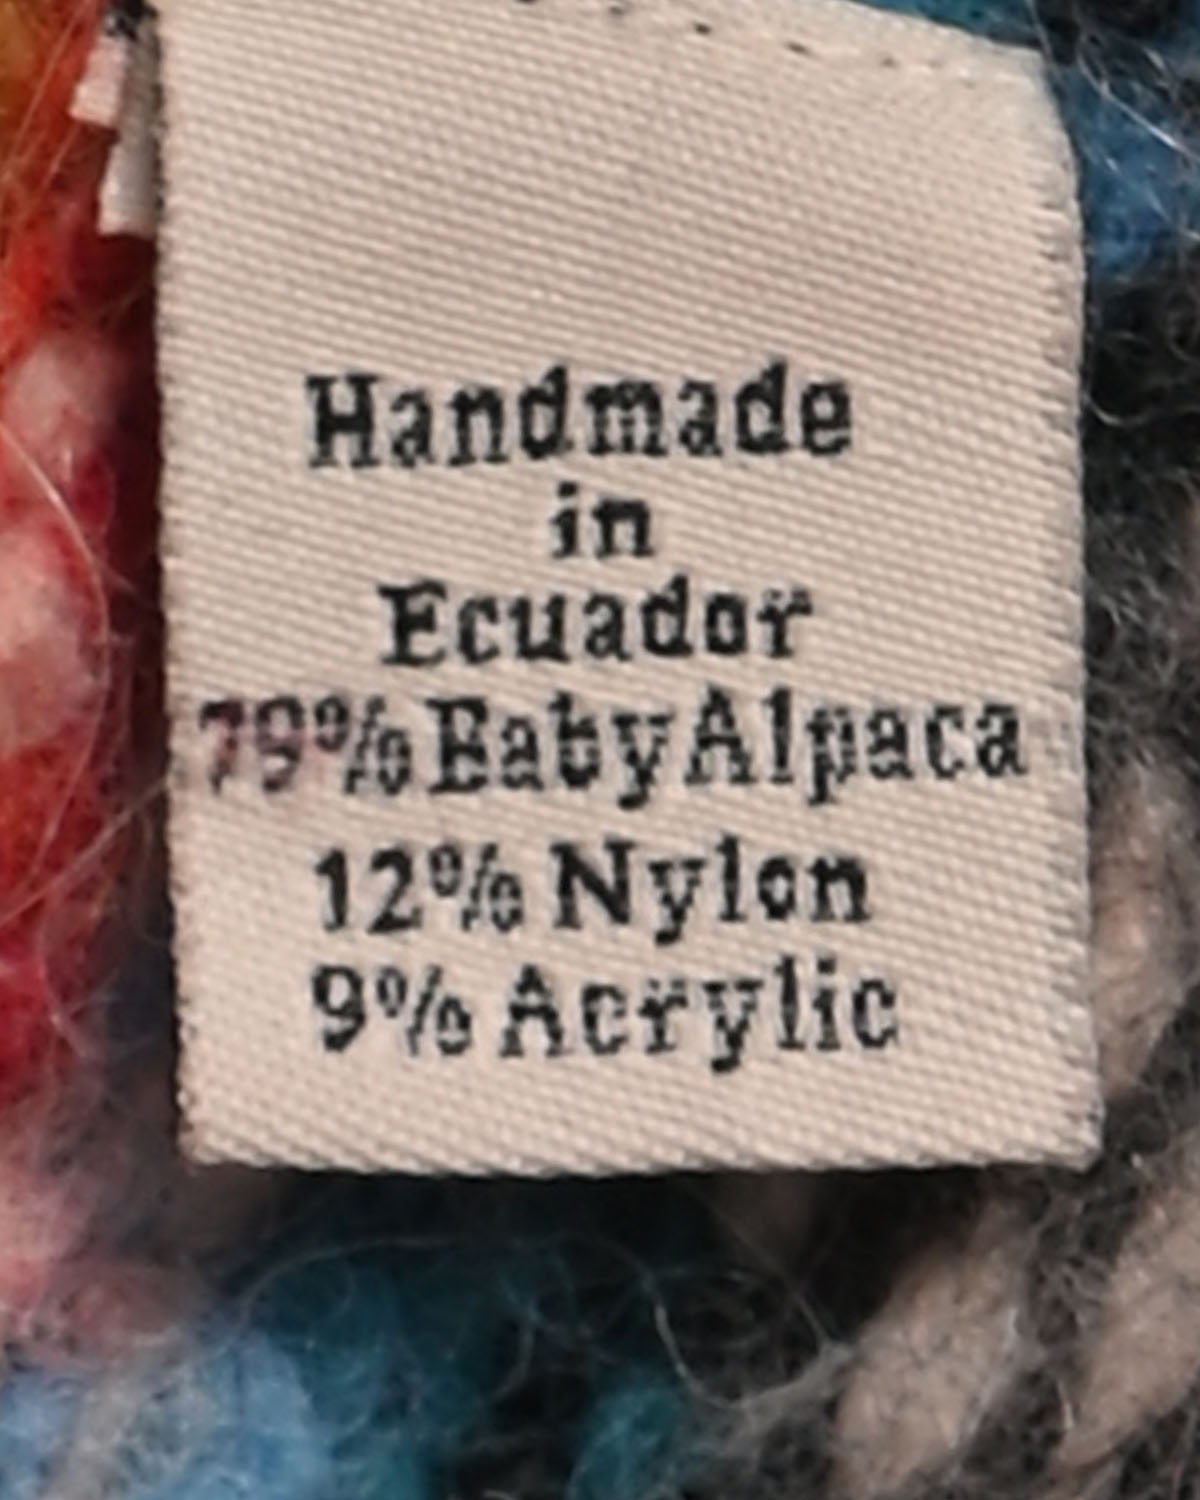 Handmade
in
Ecuador
79% Baby Alpaca
12% Nylon
9% Acrylic